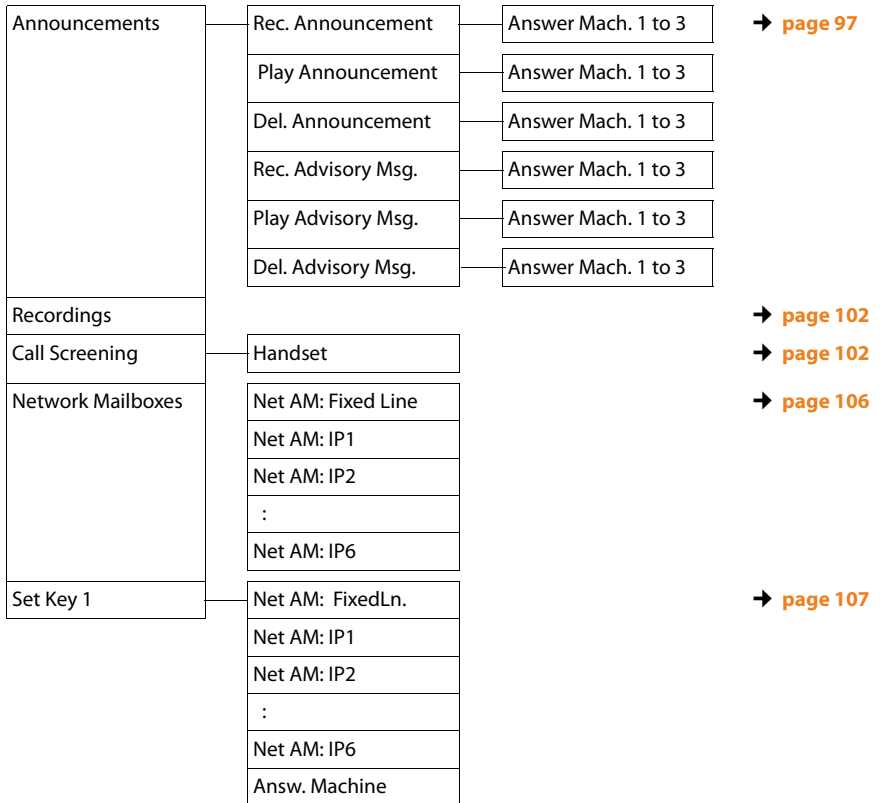 Announcements Rec. Announcement Answer Mach. 1 to 3 ➔ page 97
Play Announcement Answer Mach. 1 to 3
Del. Announcement Answer Mach. 1 to 3
Rec. Advisory Msg. Answer Mach. 1 to 3
Play Advisory Msg. Answer Mach. 1 to 3
Del. Advisory Msg. Answer Mach. 1 to 3
Recordings ➔ page 102
Call Screening Handset ➔ page 102
Network Mailboxes Net AM: Fixed Line ➔ page 106
Net AM: IP1
Net AM: IP2
:
Net AM: IP6
Set Key 1 Net AM: FixedLn. ➔ page 107
Net AM: IP1
Net AM: IP2
:
Net AM: IP6
Answ. Machine